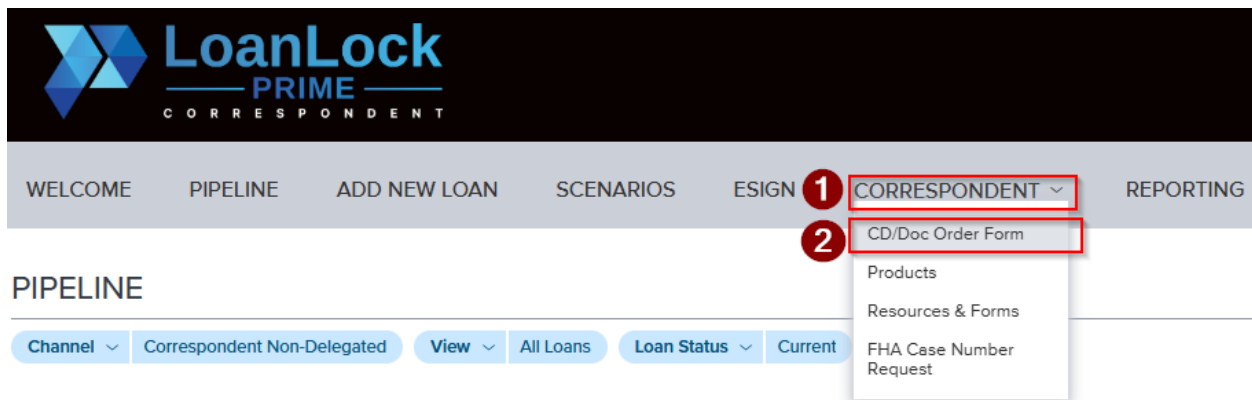 LoanLock
PRIME
CORRESPONDENT
WELCOME PIPELINE ADD NEW LOAN SCENARIOS ESIGN 1 CORRESPONDENT REPORTING
2 CD/Doc Order Form
Products
Resources & Forms
FHA Case Number
Request
PIPELINE
Channel Correspondent Non-Delegated View All Loans Loan Status Current